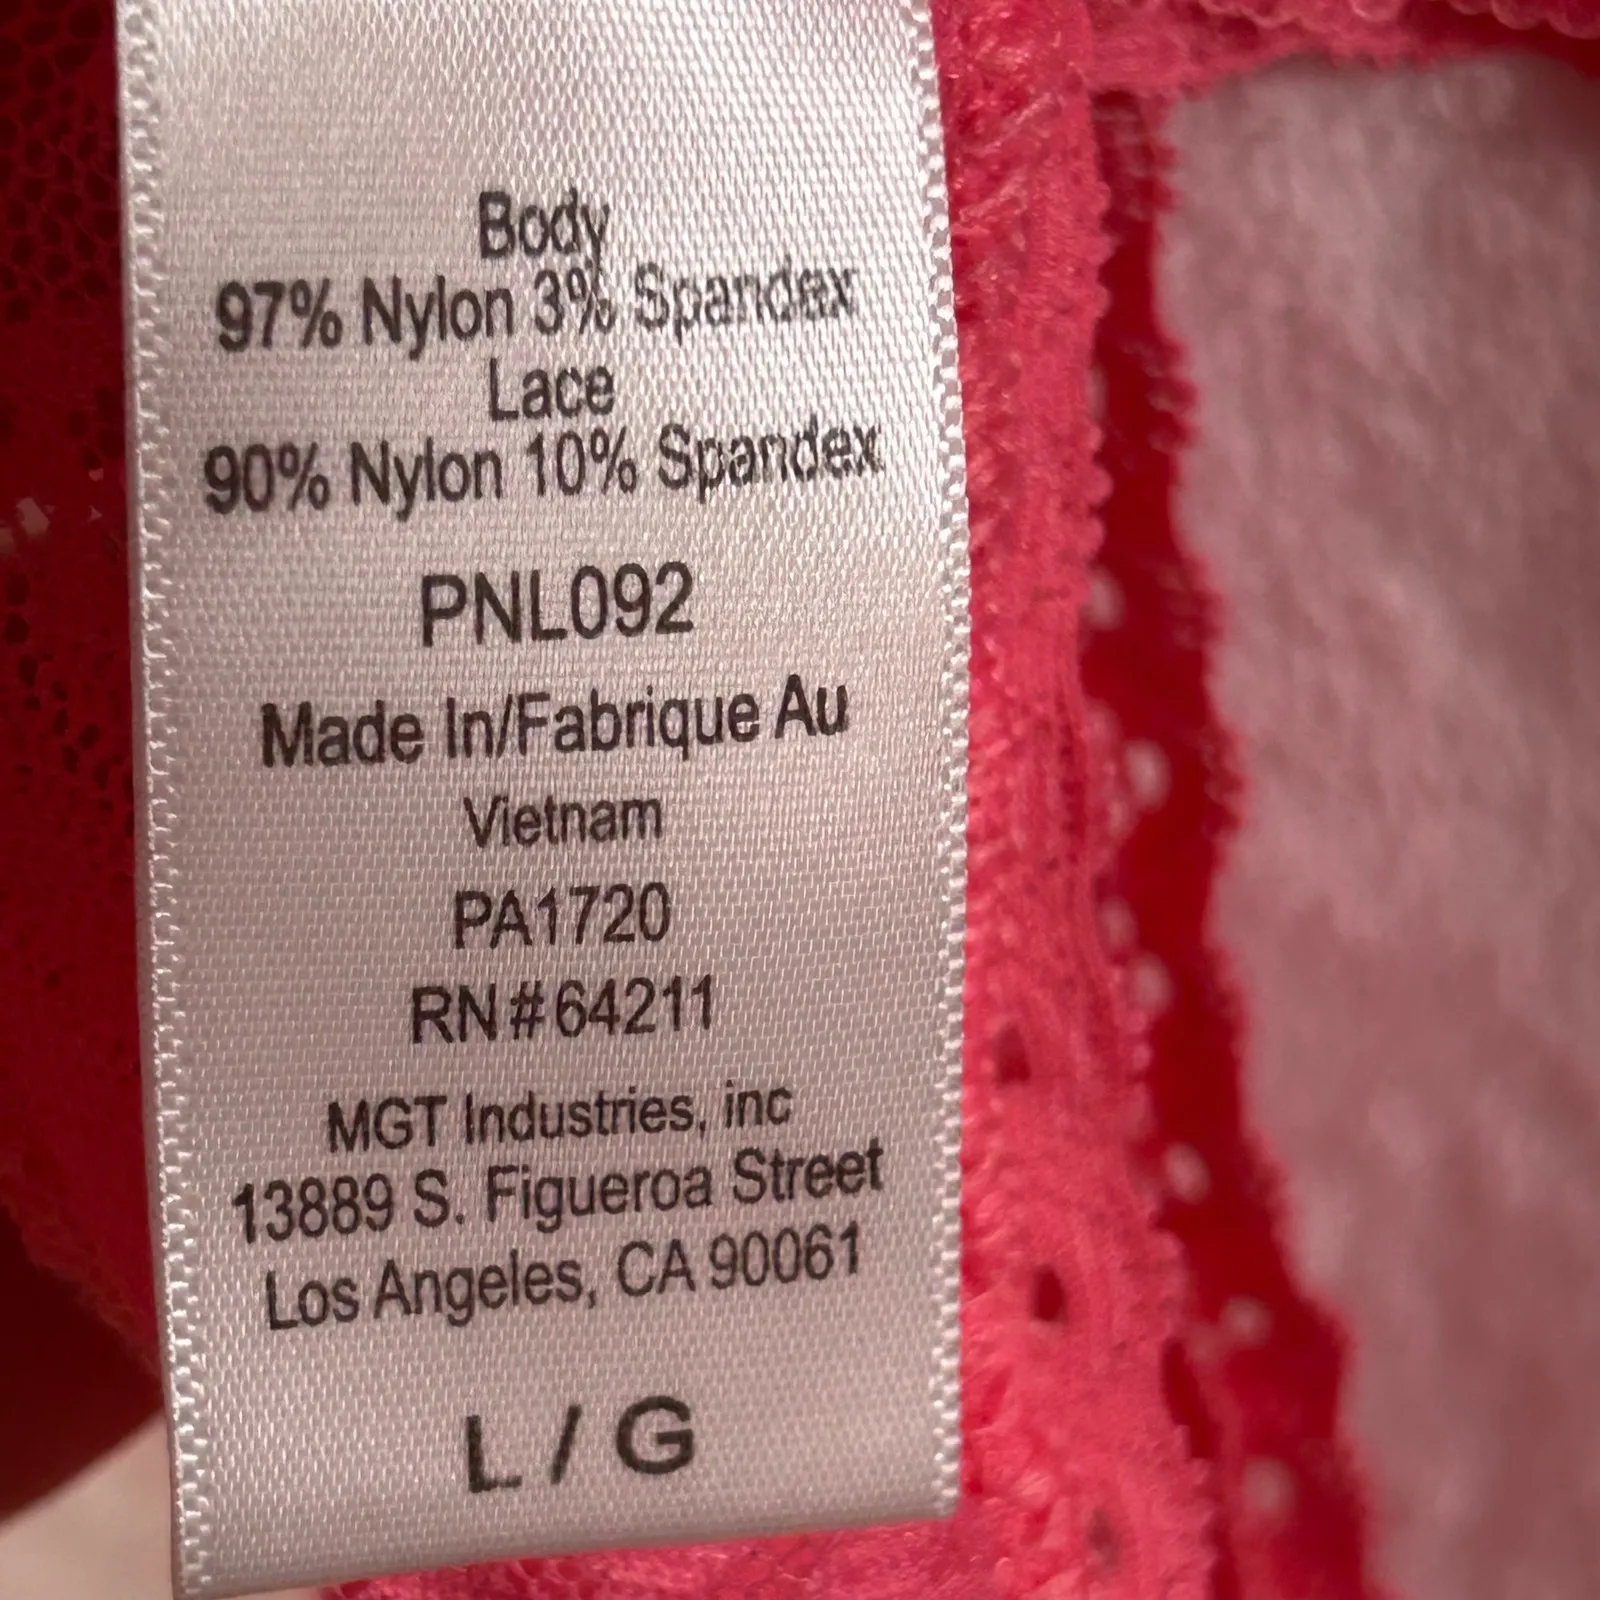 Body
97% Nylon 3% Spandex
Lace
90% Nylon 10% Spandex
PNL092
Made In/Fabrique Au
Vietnam
PA1720
RN#64211
MGT Industries, inc
13889 S. Figueroa Street
Los Angeles, CA 90061
L / G